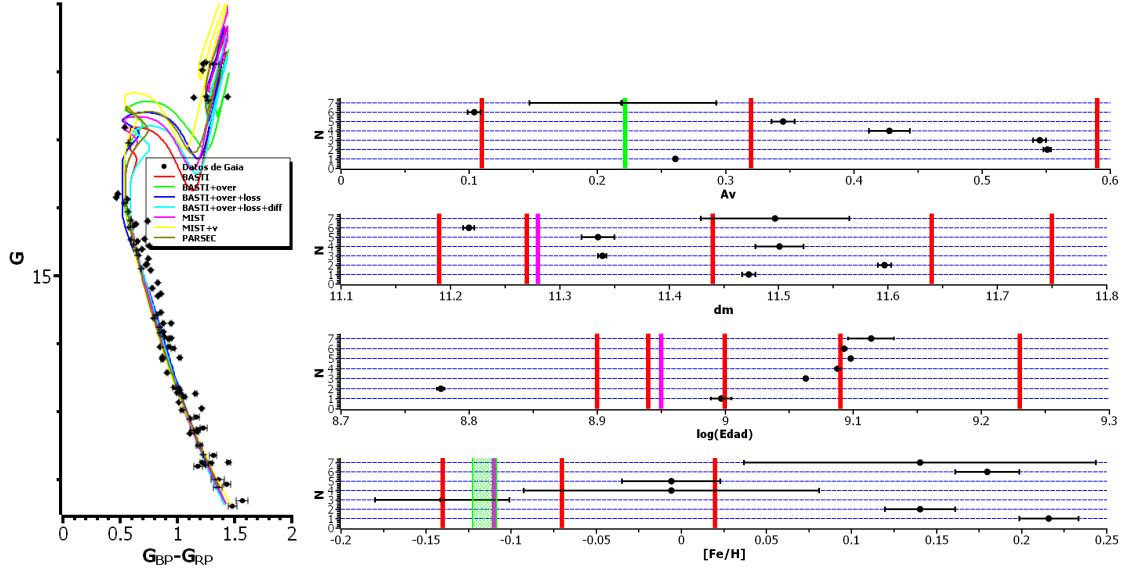 G
15
0 0.5 1 1.5 2
G_BP-G_RP
Datos de Gaia
BASTI
BASTI+over
BASTI+over+loss
BASTI+over+loss+diff
MIST
MIST+v
PARSEC
N
7
6
5
4
3
2
1
0
0 0.1 0.2 0.3 0.4 0.5 0.6
Av
N
7
6
5
4
3
2
1
0
11.1 11.2 11.3 11.4 11.5 11.6 11.7 11.8
dm
N
7
6
5
4
3
2
1
0
8.7 8.8 8.9 9 9.1 9.2 9.3
log(Edad)
N
7
6
5
4
3
2
1
0
-0.2 -0.15 -0.1 -0.05 0 0.05 0.1 0.15 0.2 0.25
[Fe/H]